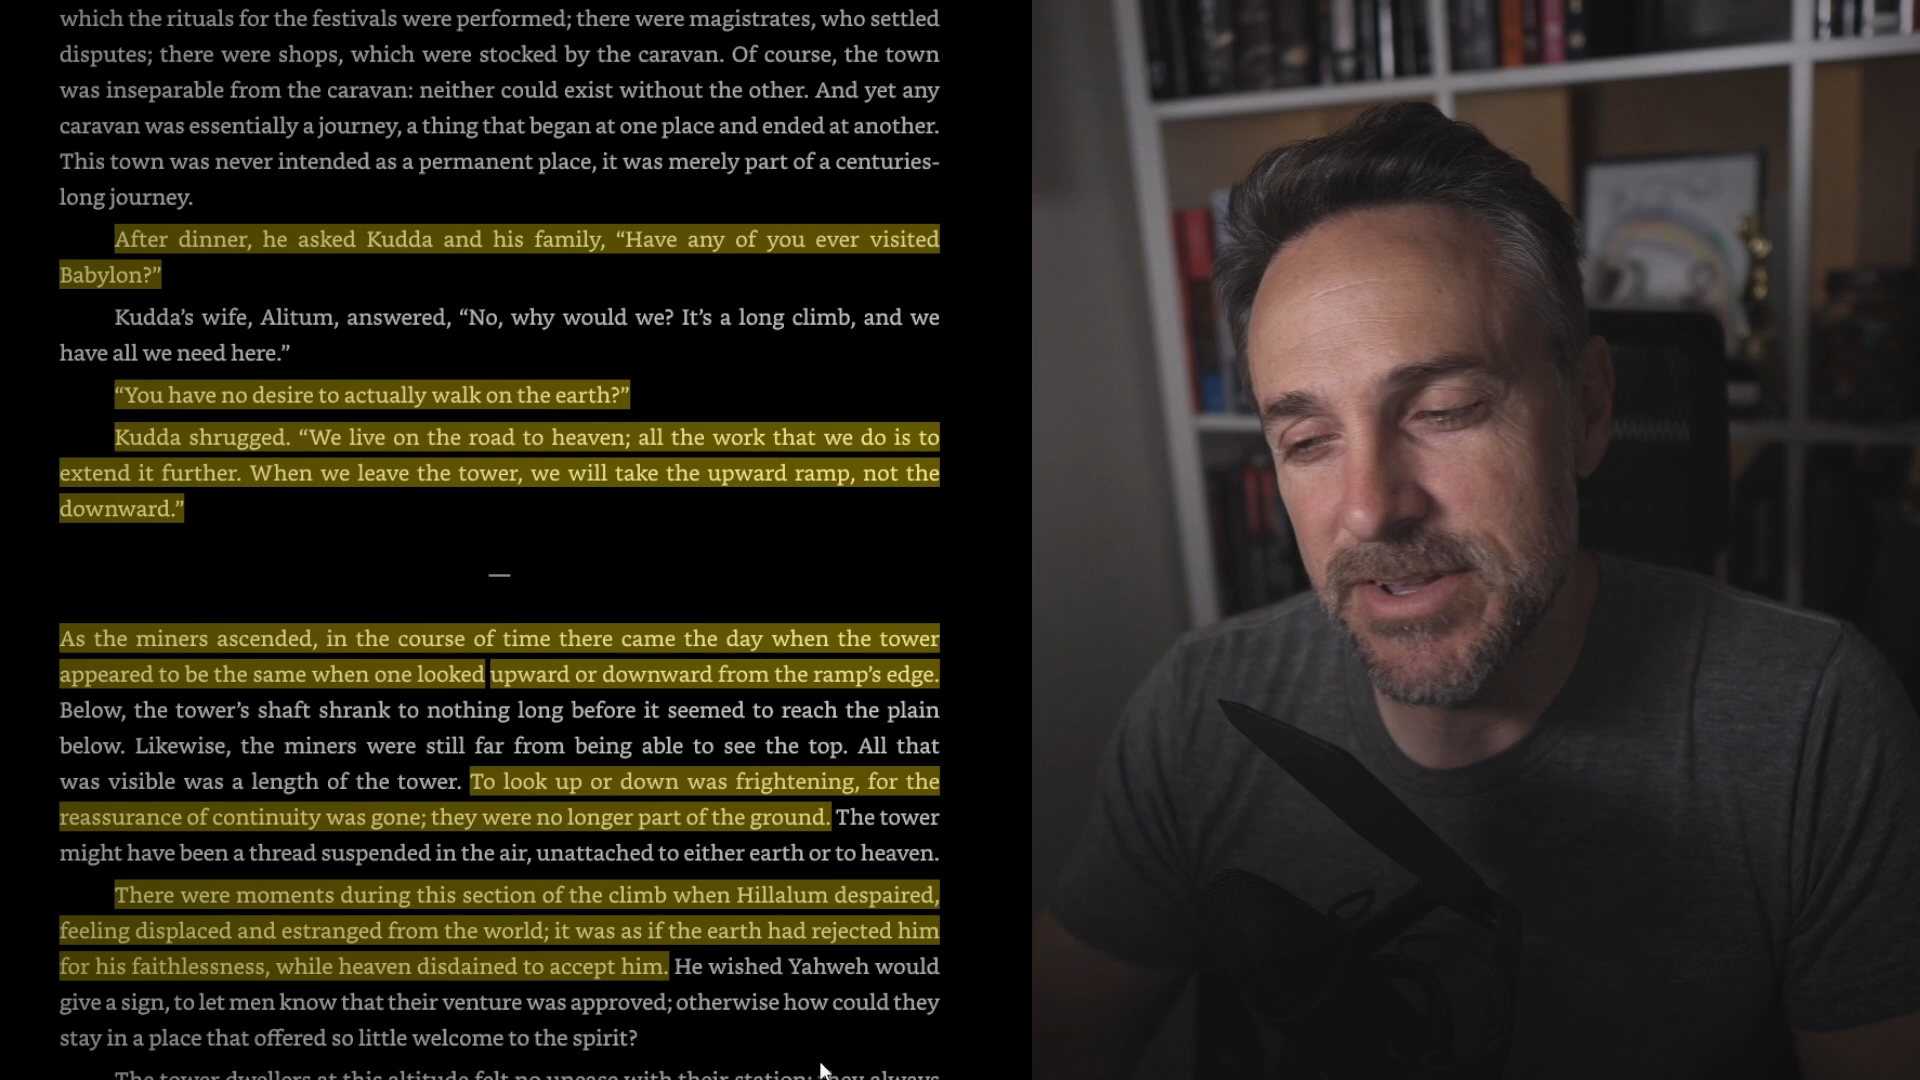 which the rituals for the festivals were performed; there were magistrates, who settled
disputes; there were shops, which were stocked by the caravan. Of course, the town
was inseparable from the caravan: neither could exist without the other. And yet any
caravan was essentially a journey, a thing that began at one place and ended at another.
This town was never intended as a permanent place, it was merely part of a centuries-
long journey.
After dinner, he asked Kudda and his family, “Have any of you ever visited
Babylon?”
Kudda’s wife, Alitum, answered, “No, why would we? It’s a long climb, and we
have all we need here.”
“You have no desire to actually walk on the earth?”
Kudda shrugged. “We live on the road to heaven; all the work that we do is to
extend it further. When we leave the tower, we will take the upward ramp, not the
downward.”
—
As the miners ascended, in the course of time there came the day when the tower
appeared to be the same when one looked upward or downward from the ramp’s edge.
Below, the tower’s shaft shrank to nothing long before it seemed to reach the plain
below. Likewise, the miners were still far from being able to see the top. All that
was visible was a length of the tower. To look up or down was frightening, for the
reassurance of continuity was gone; they were no longer part of the ground. The tower
might have been a thread suspended in the air, unattached to either earth or to heaven.
There were moments during this section of the climb when Hillalum despaired,
feeling displaced and estranged from the world; it was as if the earth had rejected him
for his faithlessness, while heaven disdained to accept him. He wished Yahweh would
give a sign, to let men know that their venture was approved; otherwise how could they
stay in a place that offered so little welcome to the spirit?
The tower dwellers at this altitude felt no unease with their station; they always